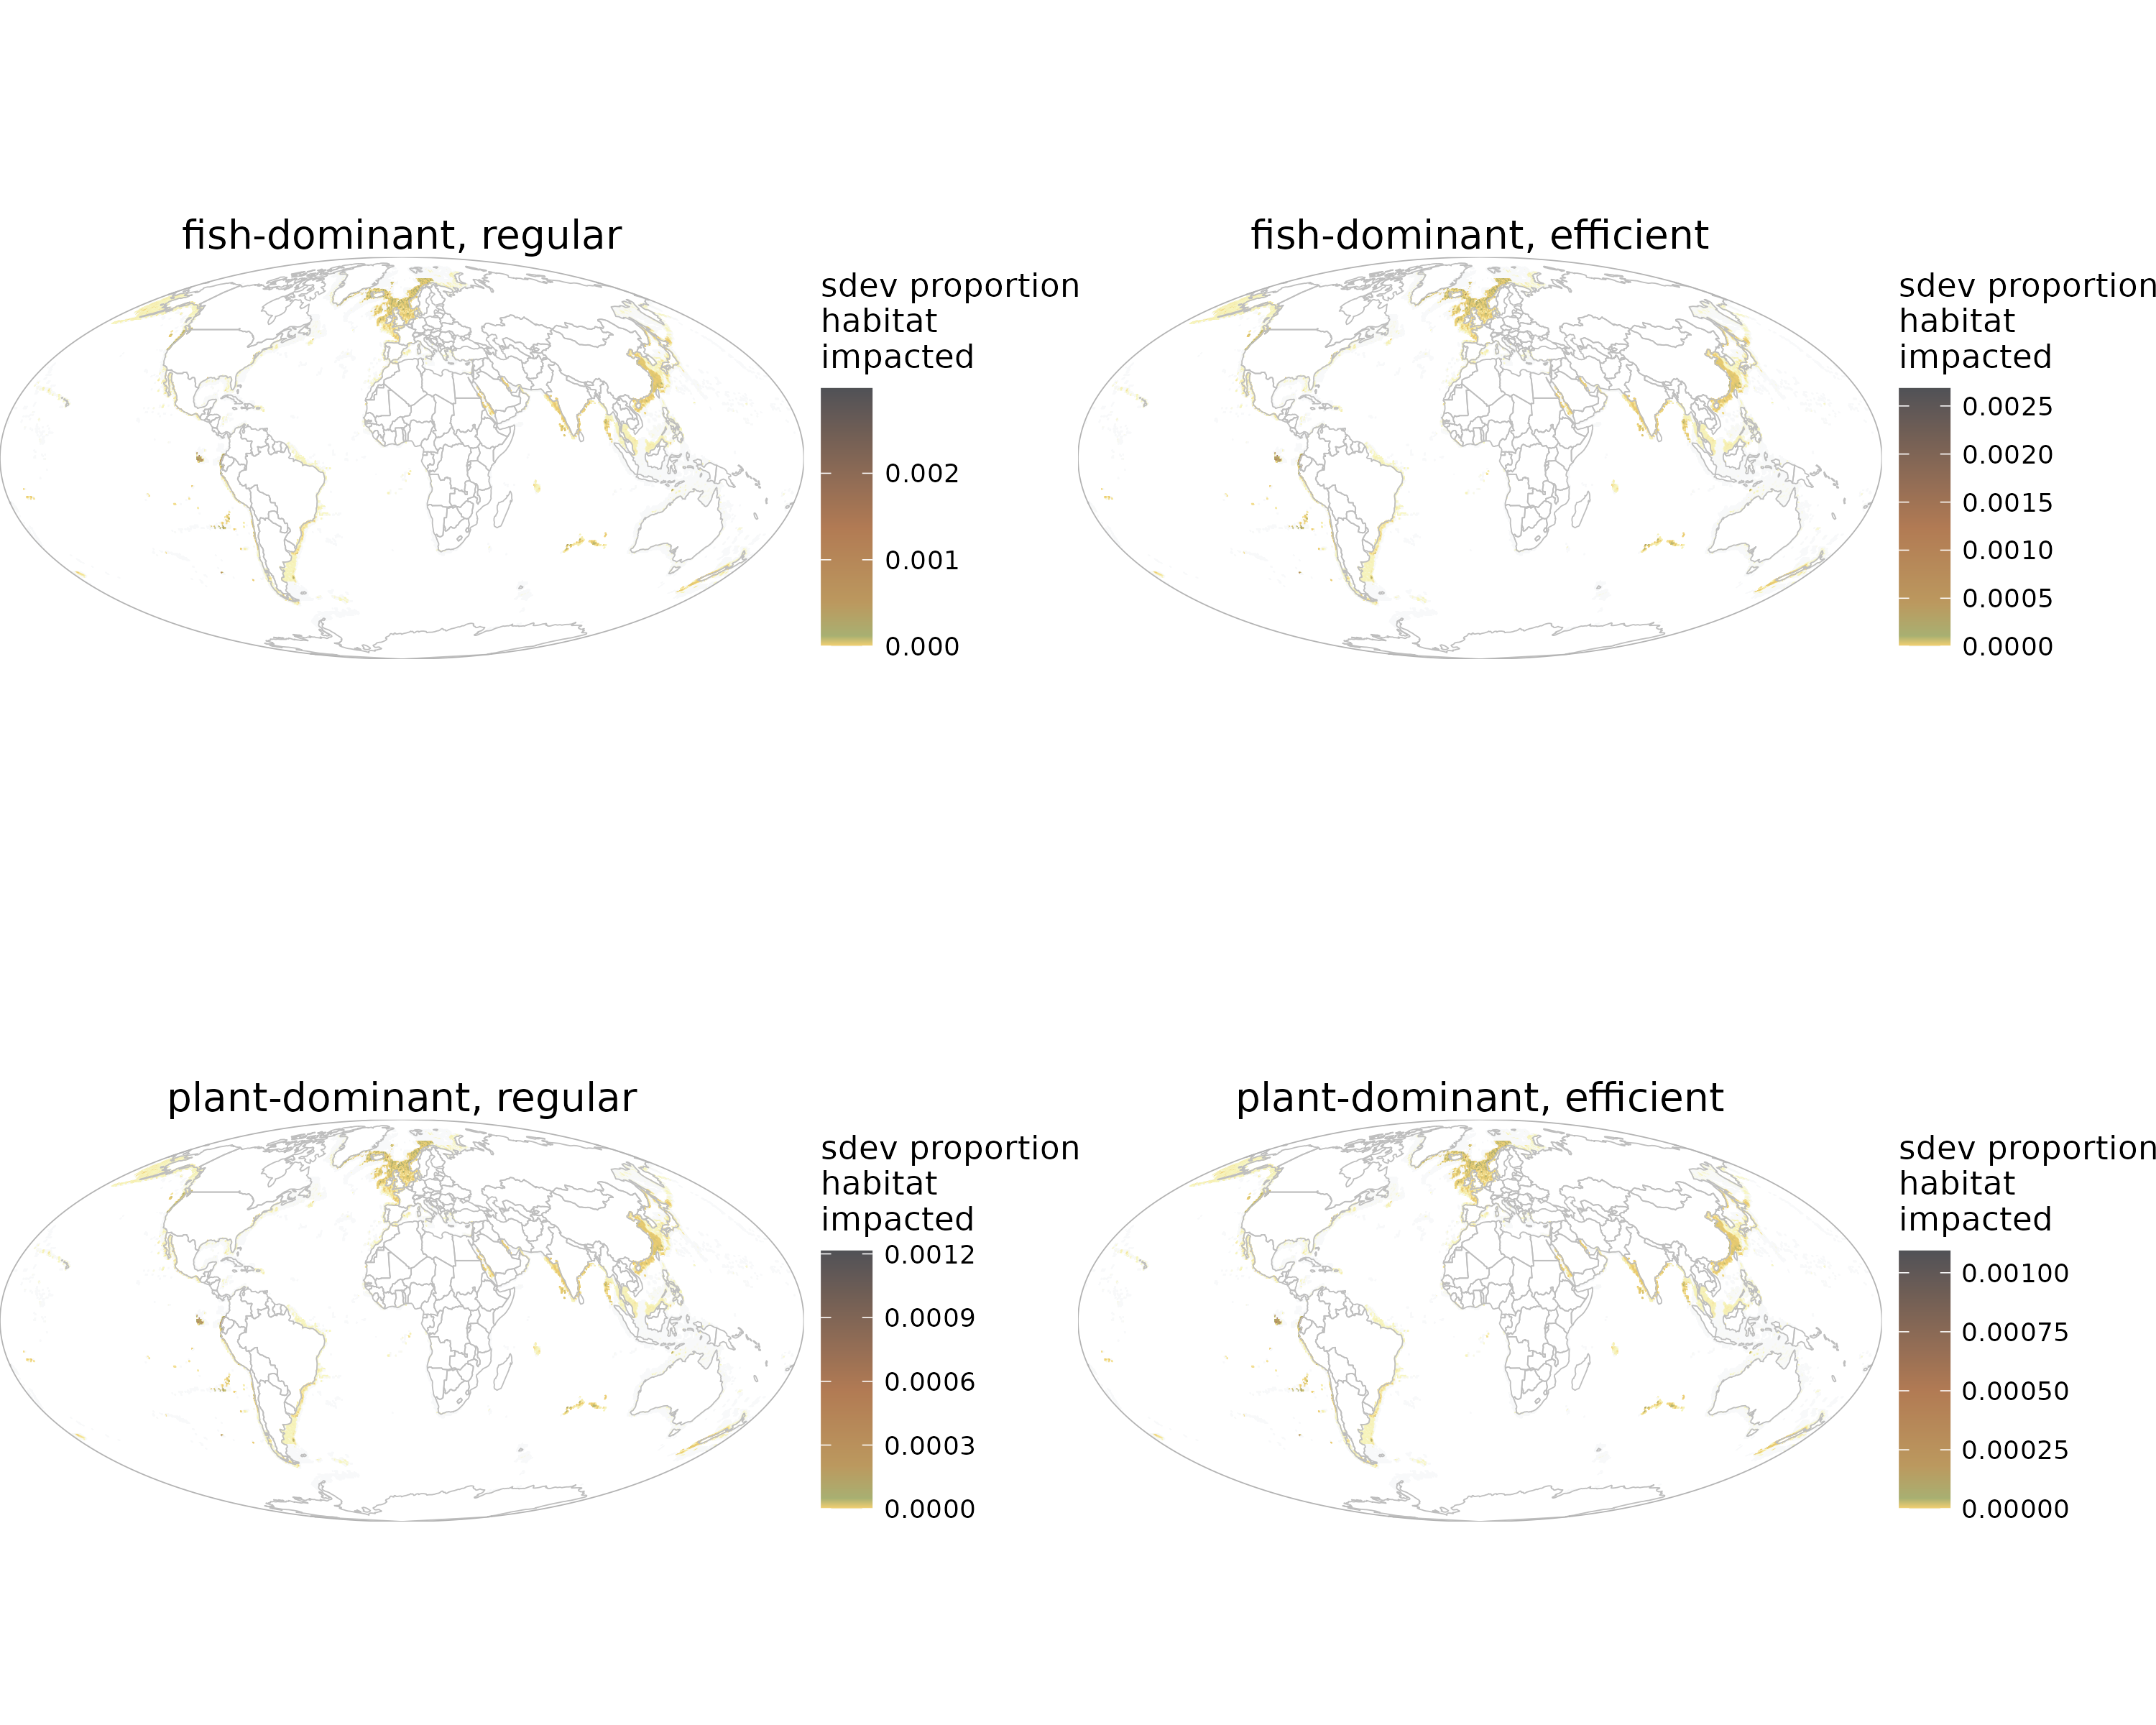 fish-dominant, regular
sdev proportion
habitat
impacted
0.002
0.001
0.000
fish-dominant, efficient
sdev proportion
habitat
impacted
0.0025
0.0020
0.0015
0.0010
0.0005
0.0000
plant-dominant, regular
sdev proportion
habitat
impacted
0.0012
0.0009
0.0006
0.0003
0.0000
plant-dominant, efficient
sdev proportion
habitat
impacted
0.00100
0.00075
0.00050
0.00025
0.00000